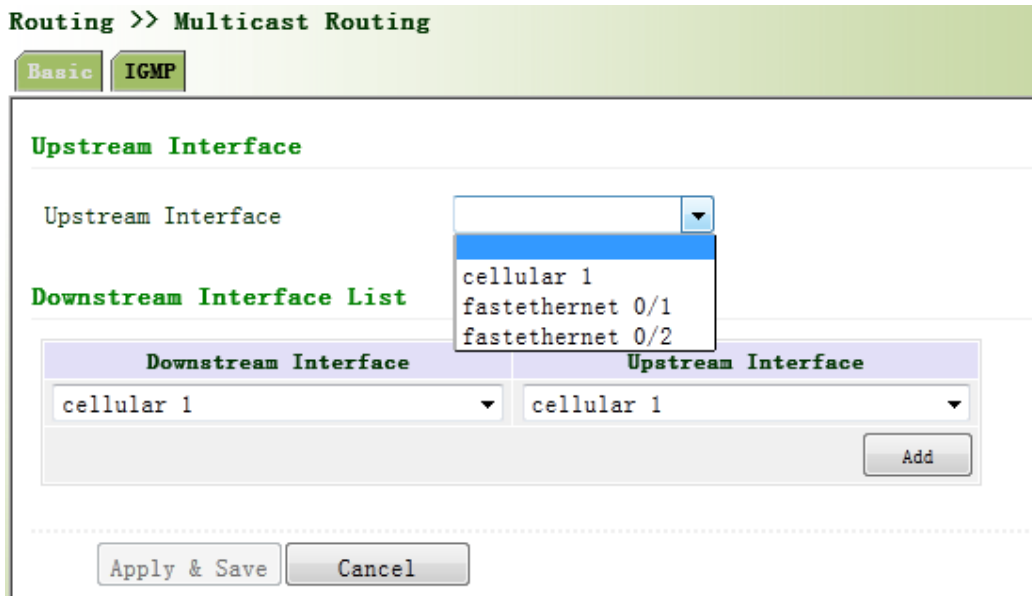 Routing >> Multicast Routing
Basic IGMP
Upstream Interface
Upstream Interface
cellular 1
fastethernet 0/1
fastethernet 0/2
Downstream Interface List
Downstream Interface Upstream Interface
cellular 1 cellular 1
Add
Apply & Save Cancel